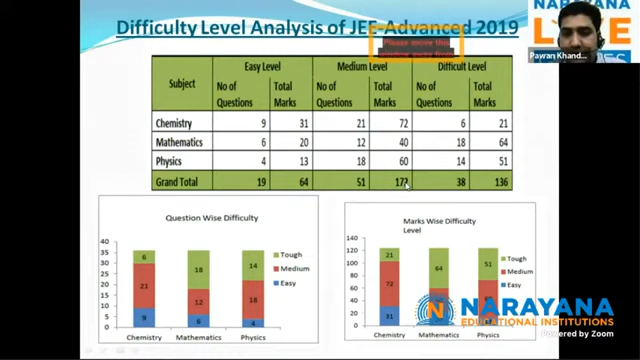 Difficulty Level Analysis of JEE-Advanced 2019
NARAYANA
Please move this
window away from
Pawan Khand...
Subject Easy Level Medium Level Difficult Level
No of Questions Total Marks No of Questions Total Marks No of Questions Total Marks
Chemistry 9 31 21 72 6 21
Mathematics 6 20 12 40 18 64
Physics 4 13 18 60 14 51
Grand Total 19 64 51 172 38 136
Question Wise Difficulty
40
35
30
25
20
15
10
5
0
6 18 14
21 12 18
9 6 4
Chemistry Mathematics Physics
Tough
Medium
Easy
Marks Wise Difficulty
Level
140
120
100
80
60
40
20
0
21 64 51
72
31
Chemistry Mathematics Physics
Tough
Medium
Easy
NARAYANA
EDUCATIONAL INSTITUTIONS
Powered by Zoom